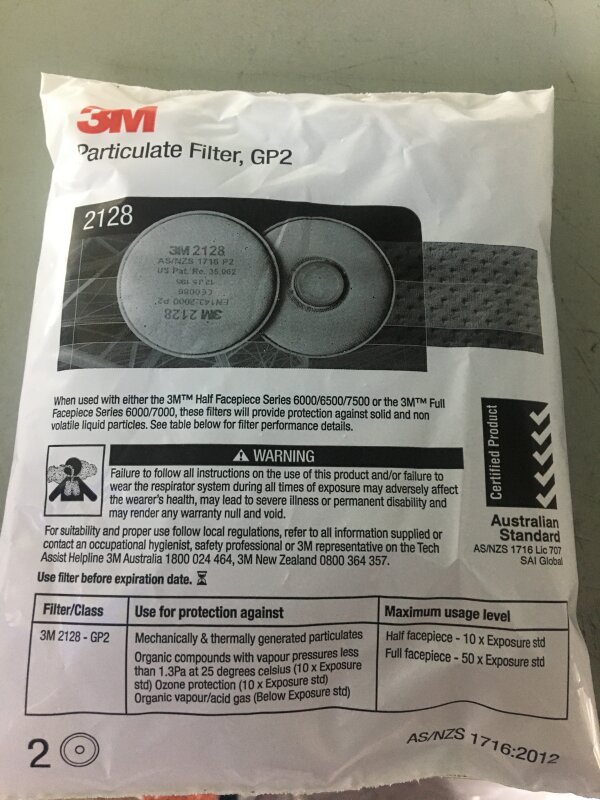 3M
Particulate Filter, GP2
2128
3M 2128
AS/NZS 1716 P2
US Pat. Re. 35,062
EN143:2000 P2
3M 2128
When used with either the 3M™ Half Facepiece Series 6000/6500/7500 or the 3M™ Full
Facepiece Series 6000/7000, these filters will provide protection against solid and non
volatile liquid particles. See table below for filter performance details.
WARNING
Failure to follow all instructions on the use of this product and/or failure to
wear the respirator system during all times of exposure may adversely affect
the wearer's health, may lead to severe illness or permanent disability and
may render any warranty null and void.
Certified Product
Australian
Standard
AS/NZS 1716 Lic 707
SAI Global
For suitability and proper use follow local regulations, refer to all information supplied or
contact an occupational hygienist, safety professional or 3M representative on the Tech
Assist Helpline 3M Australia 1800 024 464, 3M New Zealand 0800 364 357.
Use filter before expiration date.
Filter/Class
Use for protection against
Maximum usage level
3M 2128 - GP2
Mechanically & thermally generated particulates
Organic compounds with vapour pressures less
than 1.3Pa at 25 degrees celsius (10 x Exposure
std) Ozone protection (10 x Exposure std)
Organic vapour/acid gas (Below Exposure std)
Half facepiece - 10 x Exposure std
Full facepiece - 50 x Exposure std
2
AS/NZS 1716:2012